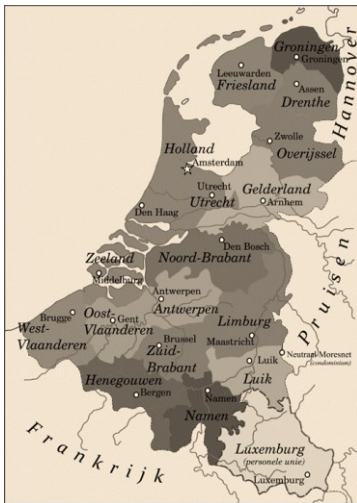 Groningen
Groningen
Leeuwarden
Friesland
Hannover
Assen
Drenthe
Zwolle
Holland
Overijssel
Amsterdam
Utrecht
Gelderland
Utrecht
Arnhem
Den Haag
Den Bosch
Zeeland
Noord-Brabant
Middelburg
Pruisen
Antwerpen
Brugge
Oost-
Vlaanderen
Gent
Antwerpen
West-
Vlaanderen
Limburg
Brussel
Maastricht
Zuid-
Brabant
Luik
Neutraal-Moresnet
(condominium)
Henegouwen
Luik
Bergen
Namen
Namen
Frankrijk
Luxemburg
(personele unie)
Luxemburg